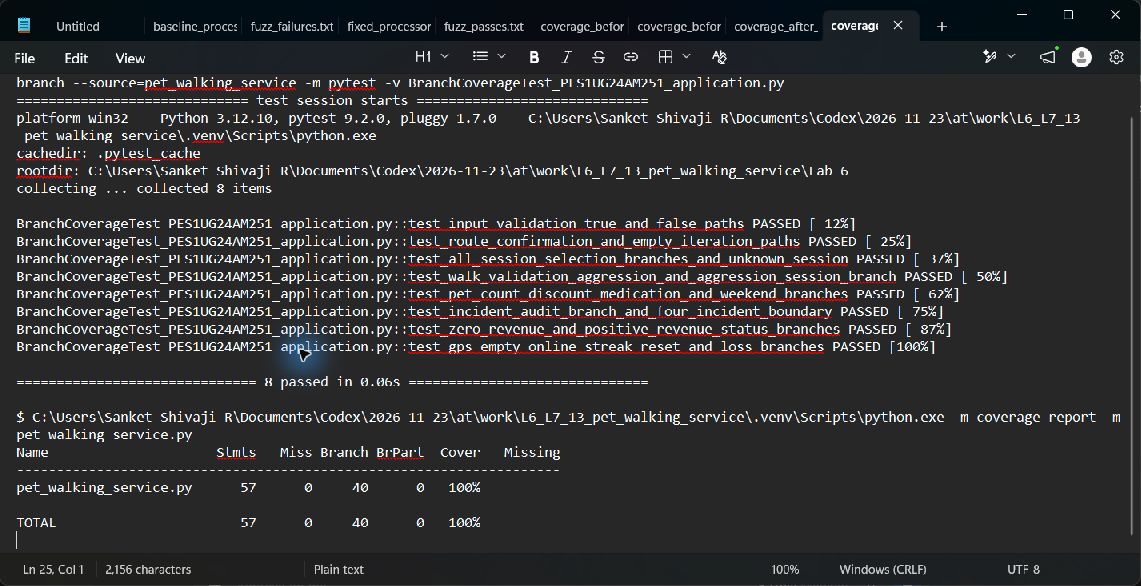 Untitled baseline_proces fuzz_failures.txt fixed_processor fuzz_passes.txt coverage_befor coverage_befor coverage_after_ coverage
File Edit View H1
branch --source=pet_walking_service -m pytest -v BranchCoverageTest_PES1UG24AM251_application.py
============================= test session starts =============================
platform win32    Python 3.12.10, pytest 9.2.0, pluggy 1.7.0    C:\Users\Sanket Shivaji R\Documents\Codex\2026 11 23\at\work\L6_L7_13
_pet_walking_service\.venv\Scripts\python.exe
cachedir: .pytest_cache
rootdir: C:\Users\Sanket Shivaji R\Documents\Codex\2026-11-23\at\work\L6_L7_13_pet_walking_service\Lab 6
collecting ... collected 8 items
BranchCoverageTest_PES1UG24AM251_application.py::test_input_validation_true_and_false_paths PASSED [ 12%]
BranchCoverageTest_PES1UG24AM251_application.py::test_route_confirmation_and_empty_iteration_paths PASSED [ 25%]
BranchCoverageTest_PES1UG24AM251_application.py::test_all_session_selection_branches_and_unknown_session PASSED [ 37%]
BranchCoverageTest_PES1UG24AM251_application.py::test_walk_validation_aggression_and_aggression_session_branch PASSED [ 50%]
BranchCoverageTest_PES1UG24AM251_application.py::test_pet_count_discount_medication_and_weekend_branches PASSED [ 62%]
BranchCoverageTest_PES1UG24AM251_application.py::test_incident_audit_branch_and_four_incident_boundary PASSED [ 75%]
BranchCoverageTest_PES1UG24AM251_application.py::test_zero_revenue_and_positive_revenue_status_branches PASSED [ 87%]
BranchCoverageTest_PES1UG24AM251_application.py::test_gps_empty_online_streak_reset_and_loss_branches PASSED [100%]
============================== 8 passed in 0.06s ==============================
$ C:\Users\Sanket Shivaji R\Documents\Codex\2026 11 23\at\work\L6_L7_13_pet_walking_service\.venv\Scripts\python.exe  m coverage report  m
pet_walking_service.py
Name                     Stmts   Miss Branch BrPart  Cover   Missing
--------------------------------------------------------------------
pet_walking_service.py      57      0     40      0   100%
TOTAL                       57      0     40      0   100%
Ln 25, Col 1 2,156 characters Plain text 100% Windows (CRLF) UTF-8